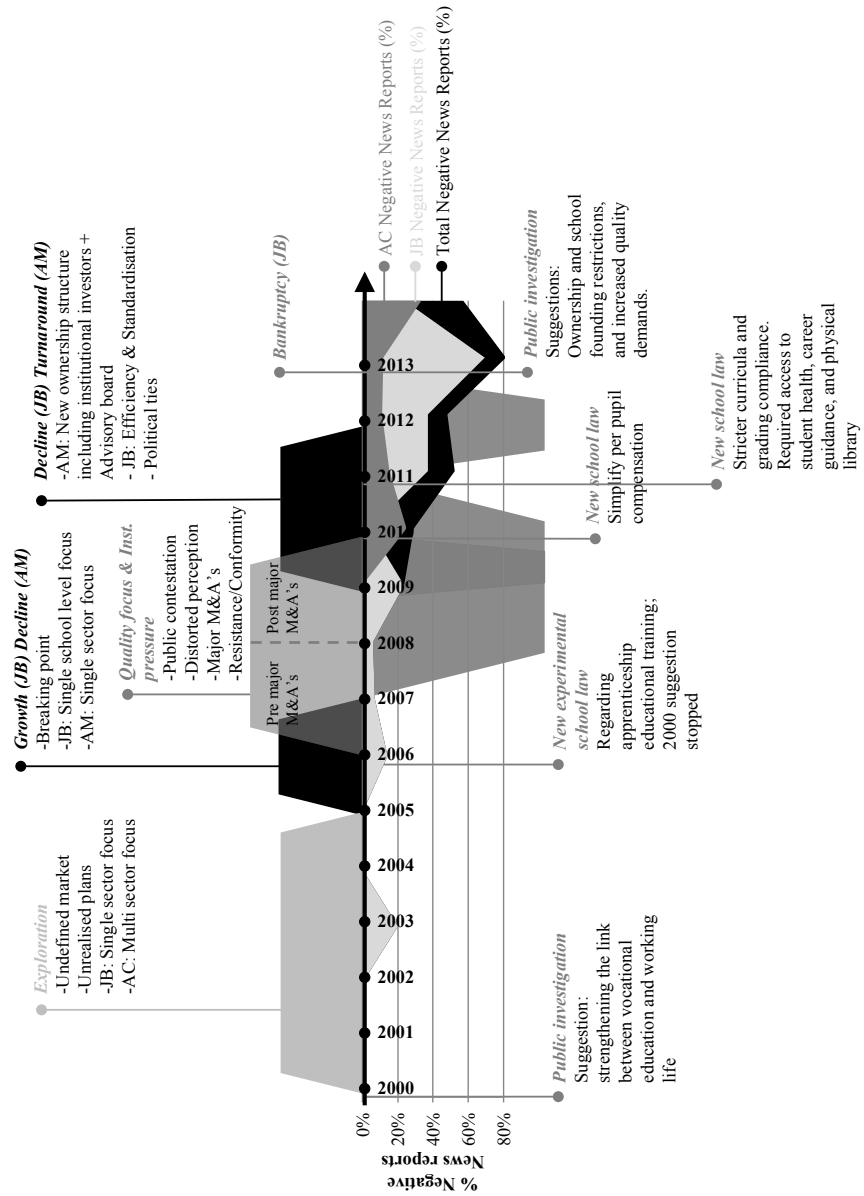 Exploration
-Undefined market
-Unrealised plans
-JB: Single sector focus
-AC: Multi sector focus
Growth (JB) Decline (AM)
-Breaking point
-JB: Single school level focus
-AM: Single sector focus
Quality focus & Inst.
pressure
-Public contestation
-Distorted perception
-Major M&A's
-Resistance/Conformity
Decline (JB) Turnaround (AM)
-AM: New ownership structure
including institutional investors +
Advisory board
- JB: Efficiency & Standardisation
- Political ties
Pre major
M&A's
Post major
M&A's
Bankruptcy (JB)
2000
2001
2002
2003
2004
2005
2006
2007
2008
2009
201
2011
2012
2013
AC Negative News Reports (%)
JB Negative News Reports (%)
Total Negative News Reports (%)
0%
20%
40%
60%
80%
% Negative
News reports
Public investigation
Suggestion:
strengthening the link
between vocational
education and working
life
New experimental
school law
Regarding
apprenticeship
educational training;
2000 suggestion
stopped
New school law
Simplify per pupil
compensation
Public investigation
Suggestions:
Ownership and school
founding restrictions,
and increased quality
demands.
New school law
Stricter curricula and
grading compliance.
Required access to
student health, career
guidance, and physical
library